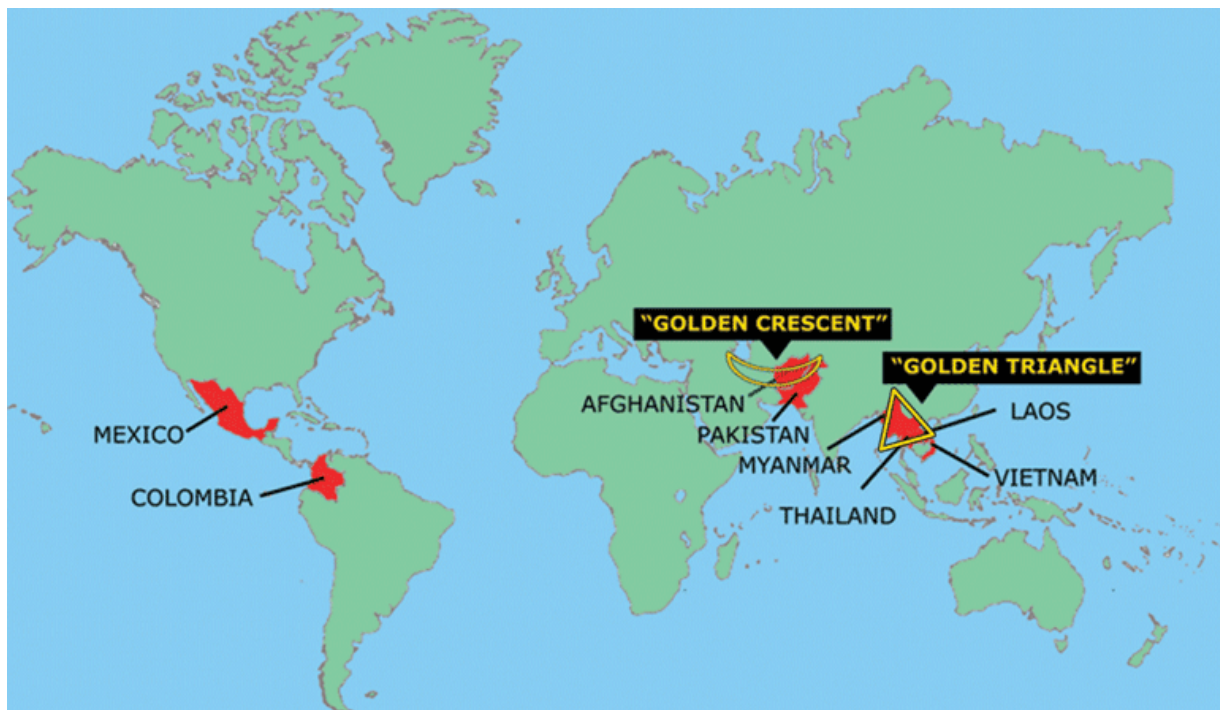 “GOLDEN CRESCENT”
“GOLDEN TRIANGLE”
AFGHANISTAN
LAOS
MEXICO
PAKISTAN
MYANMAR
VIETNAM
COLOMBIA
THAILAND